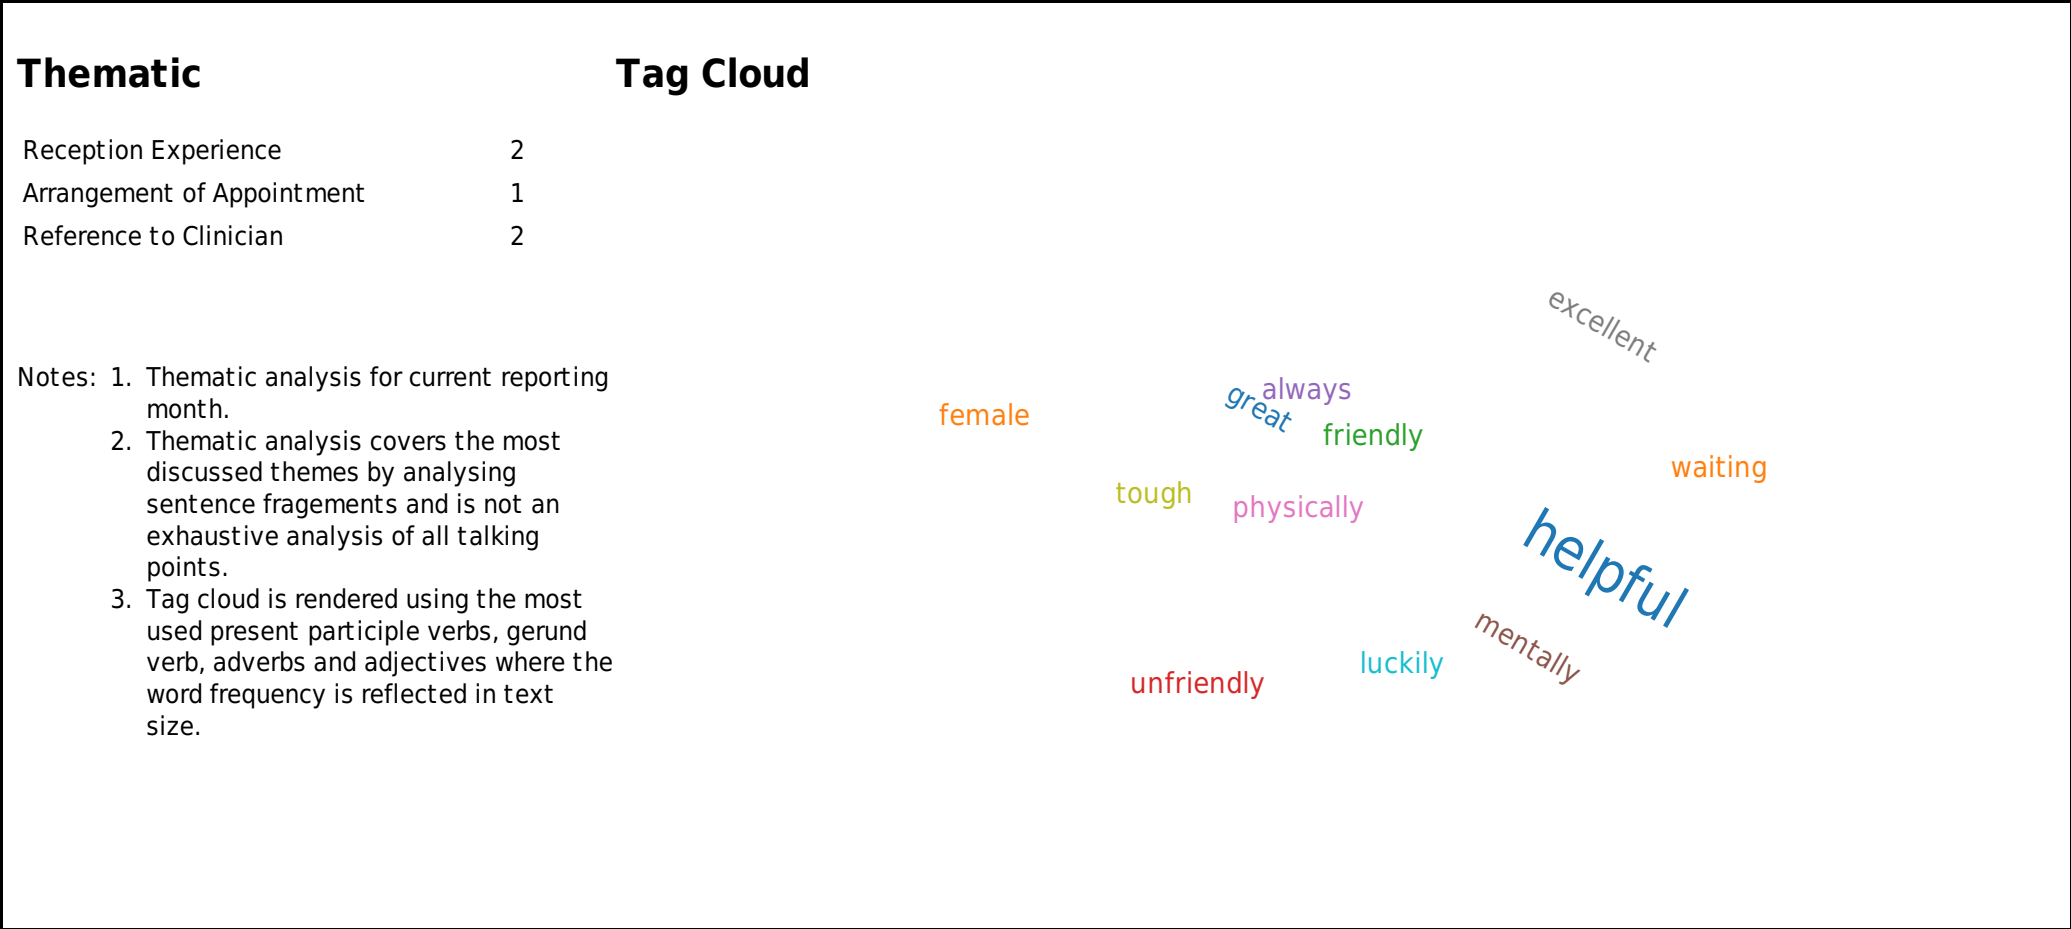 Thematic
Reception Experience 2
Arrangement of Appointment 1
Reference to Clinician 2
Notes: 1. Thematic analysis for current reporting
month.
2. Thematic analysis covers the most
discussed themes by analysing
sentence fragements and is not an
exhaustive analysis of all talking
points.
3. Tag cloud is rendered using the most
used present participle verbs, gerund
verb, adverbs and adjectives where the
word frequency is reflected in text
size.
Tag Cloud
excellent
always
great
female
friendly
waiting
tough
physically
helpful
mentally
luckily
unfriendly